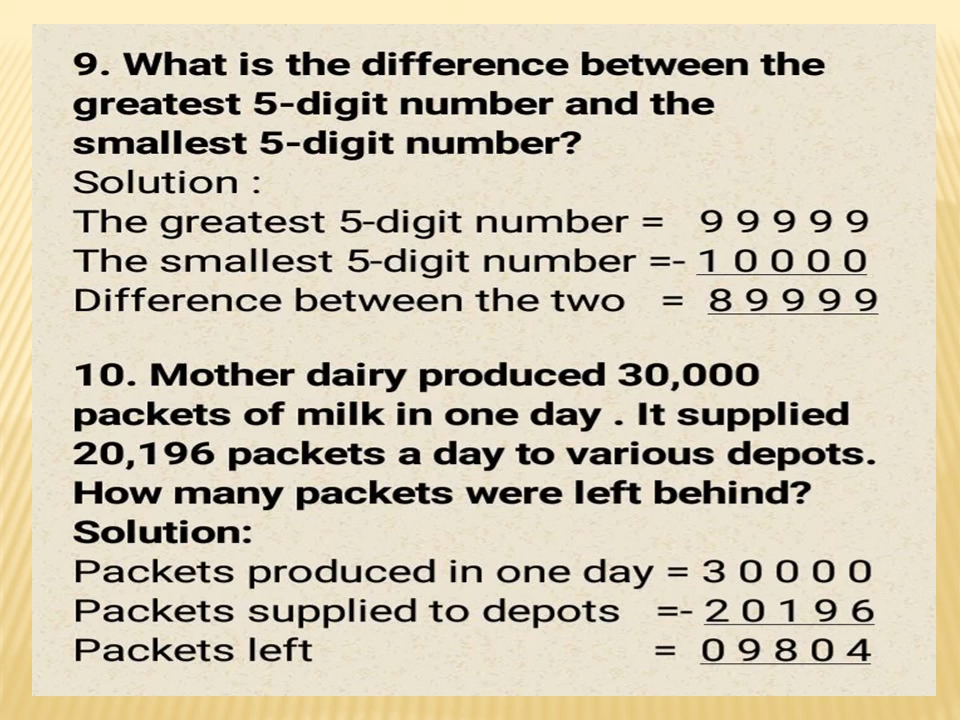 9. What is the difference between the
greatest 5-digit number and the
smallest 5-digit number?
Solution :
The greatest 5-digit number = 9 9 9 9 9
The smallest 5-digit number =- 1 0 0 0 0
Difference between the two = 8 9 9 9 9
10. Mother dairy produced 30,000
packets of milk in one day . It supplied
20,196 packets a day to various depots.
How many packets were left behind?
Solution:
Packets produced in one day = 3 0 0 0 0
Packets supplied to depots =- 2 0 1 9 6
Packets left = 0 9 8 0 4